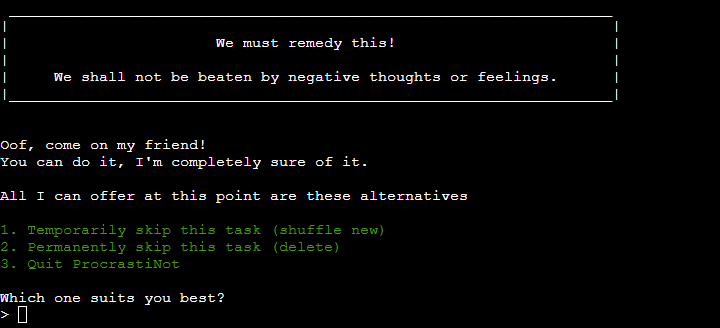 We must remedy this!
We shall not be beaten by negative thoughts or feelings.
Oof, come on my friend!
You can do it, I'm completely sure of it.
All I can offer at this point are these alternatives
1. Temporarily skip this task (shuffle new)
2. Permanently skip this task (delete)
3. Quit ProcrastiNot
Which one suits you best?
>